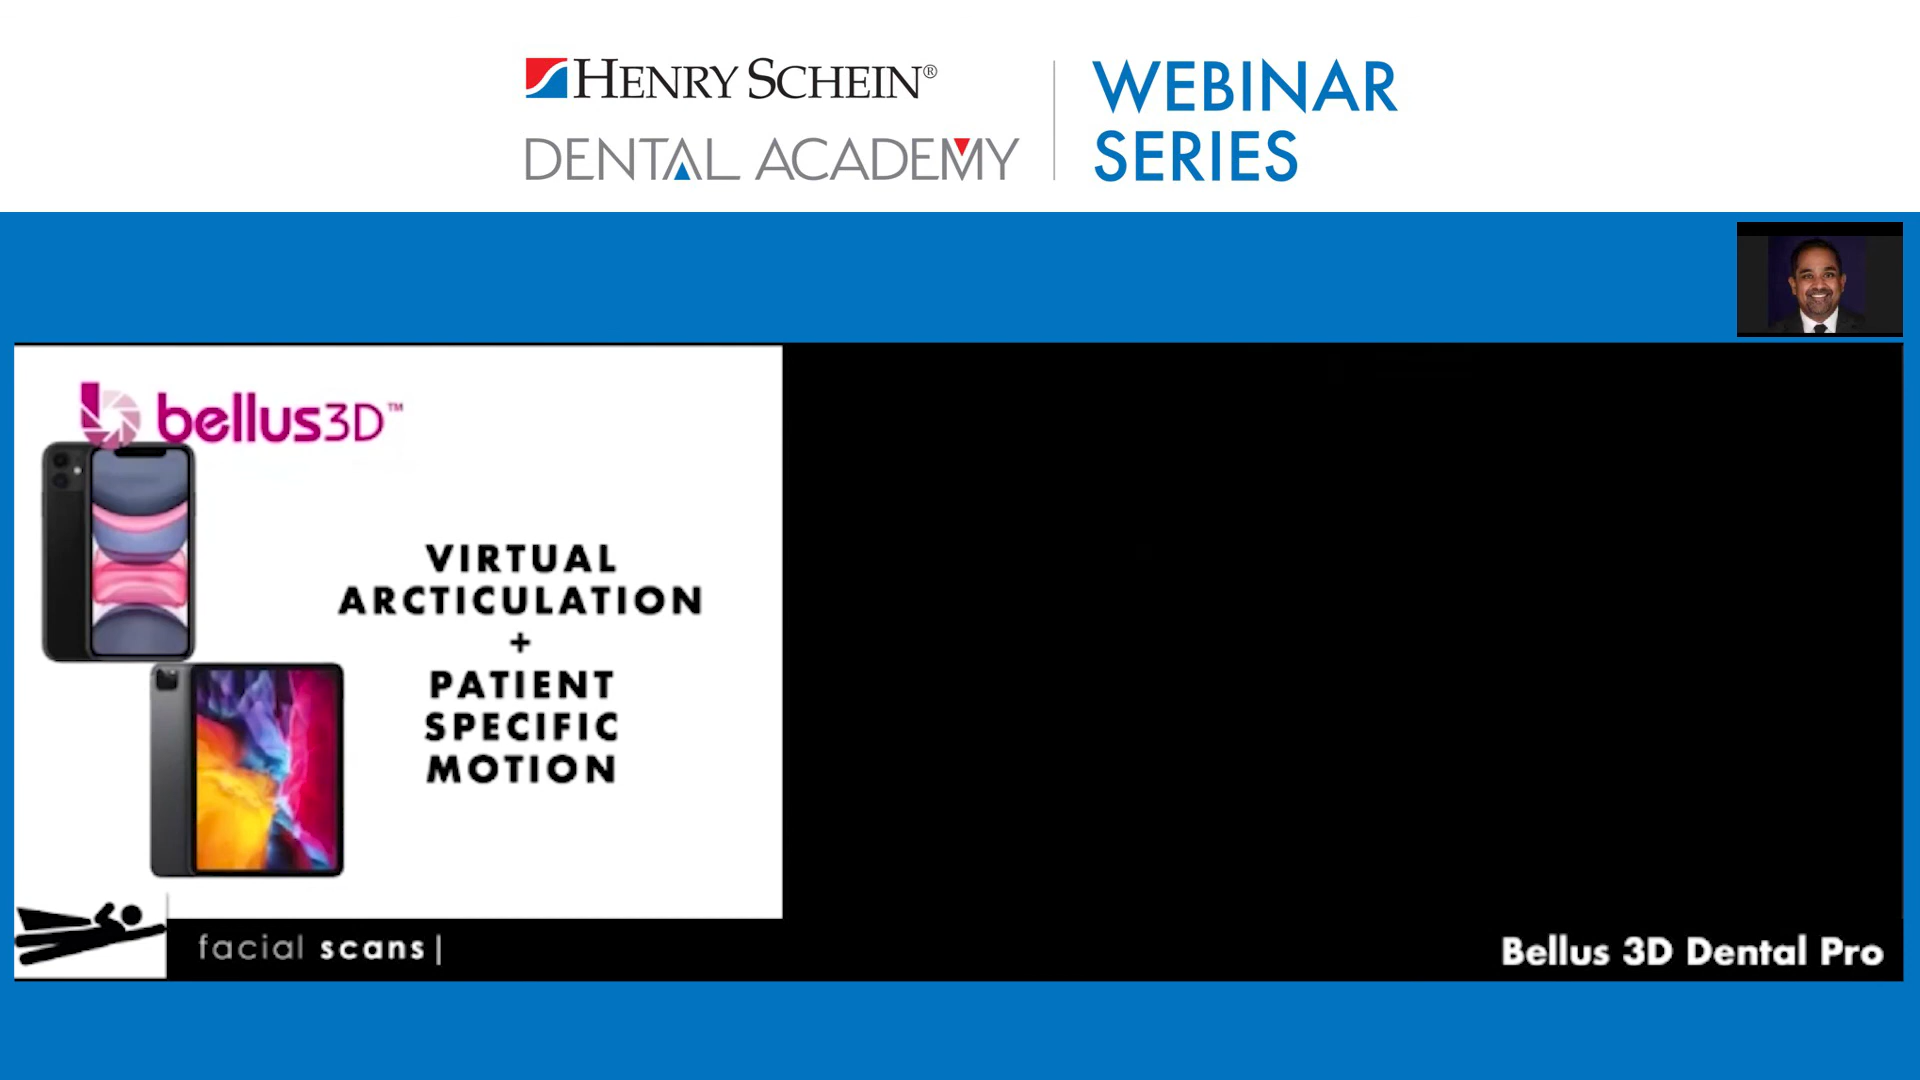 HENRY SCHEIN®
DENTAL ACADEMY
WEBINAR
SERIES
bellus3D™
VIRTUAL
ARCTICULATION
+
PATIENT
SPECIFIC
MOTION
facial scans|
Bellus 3D Dental Pro